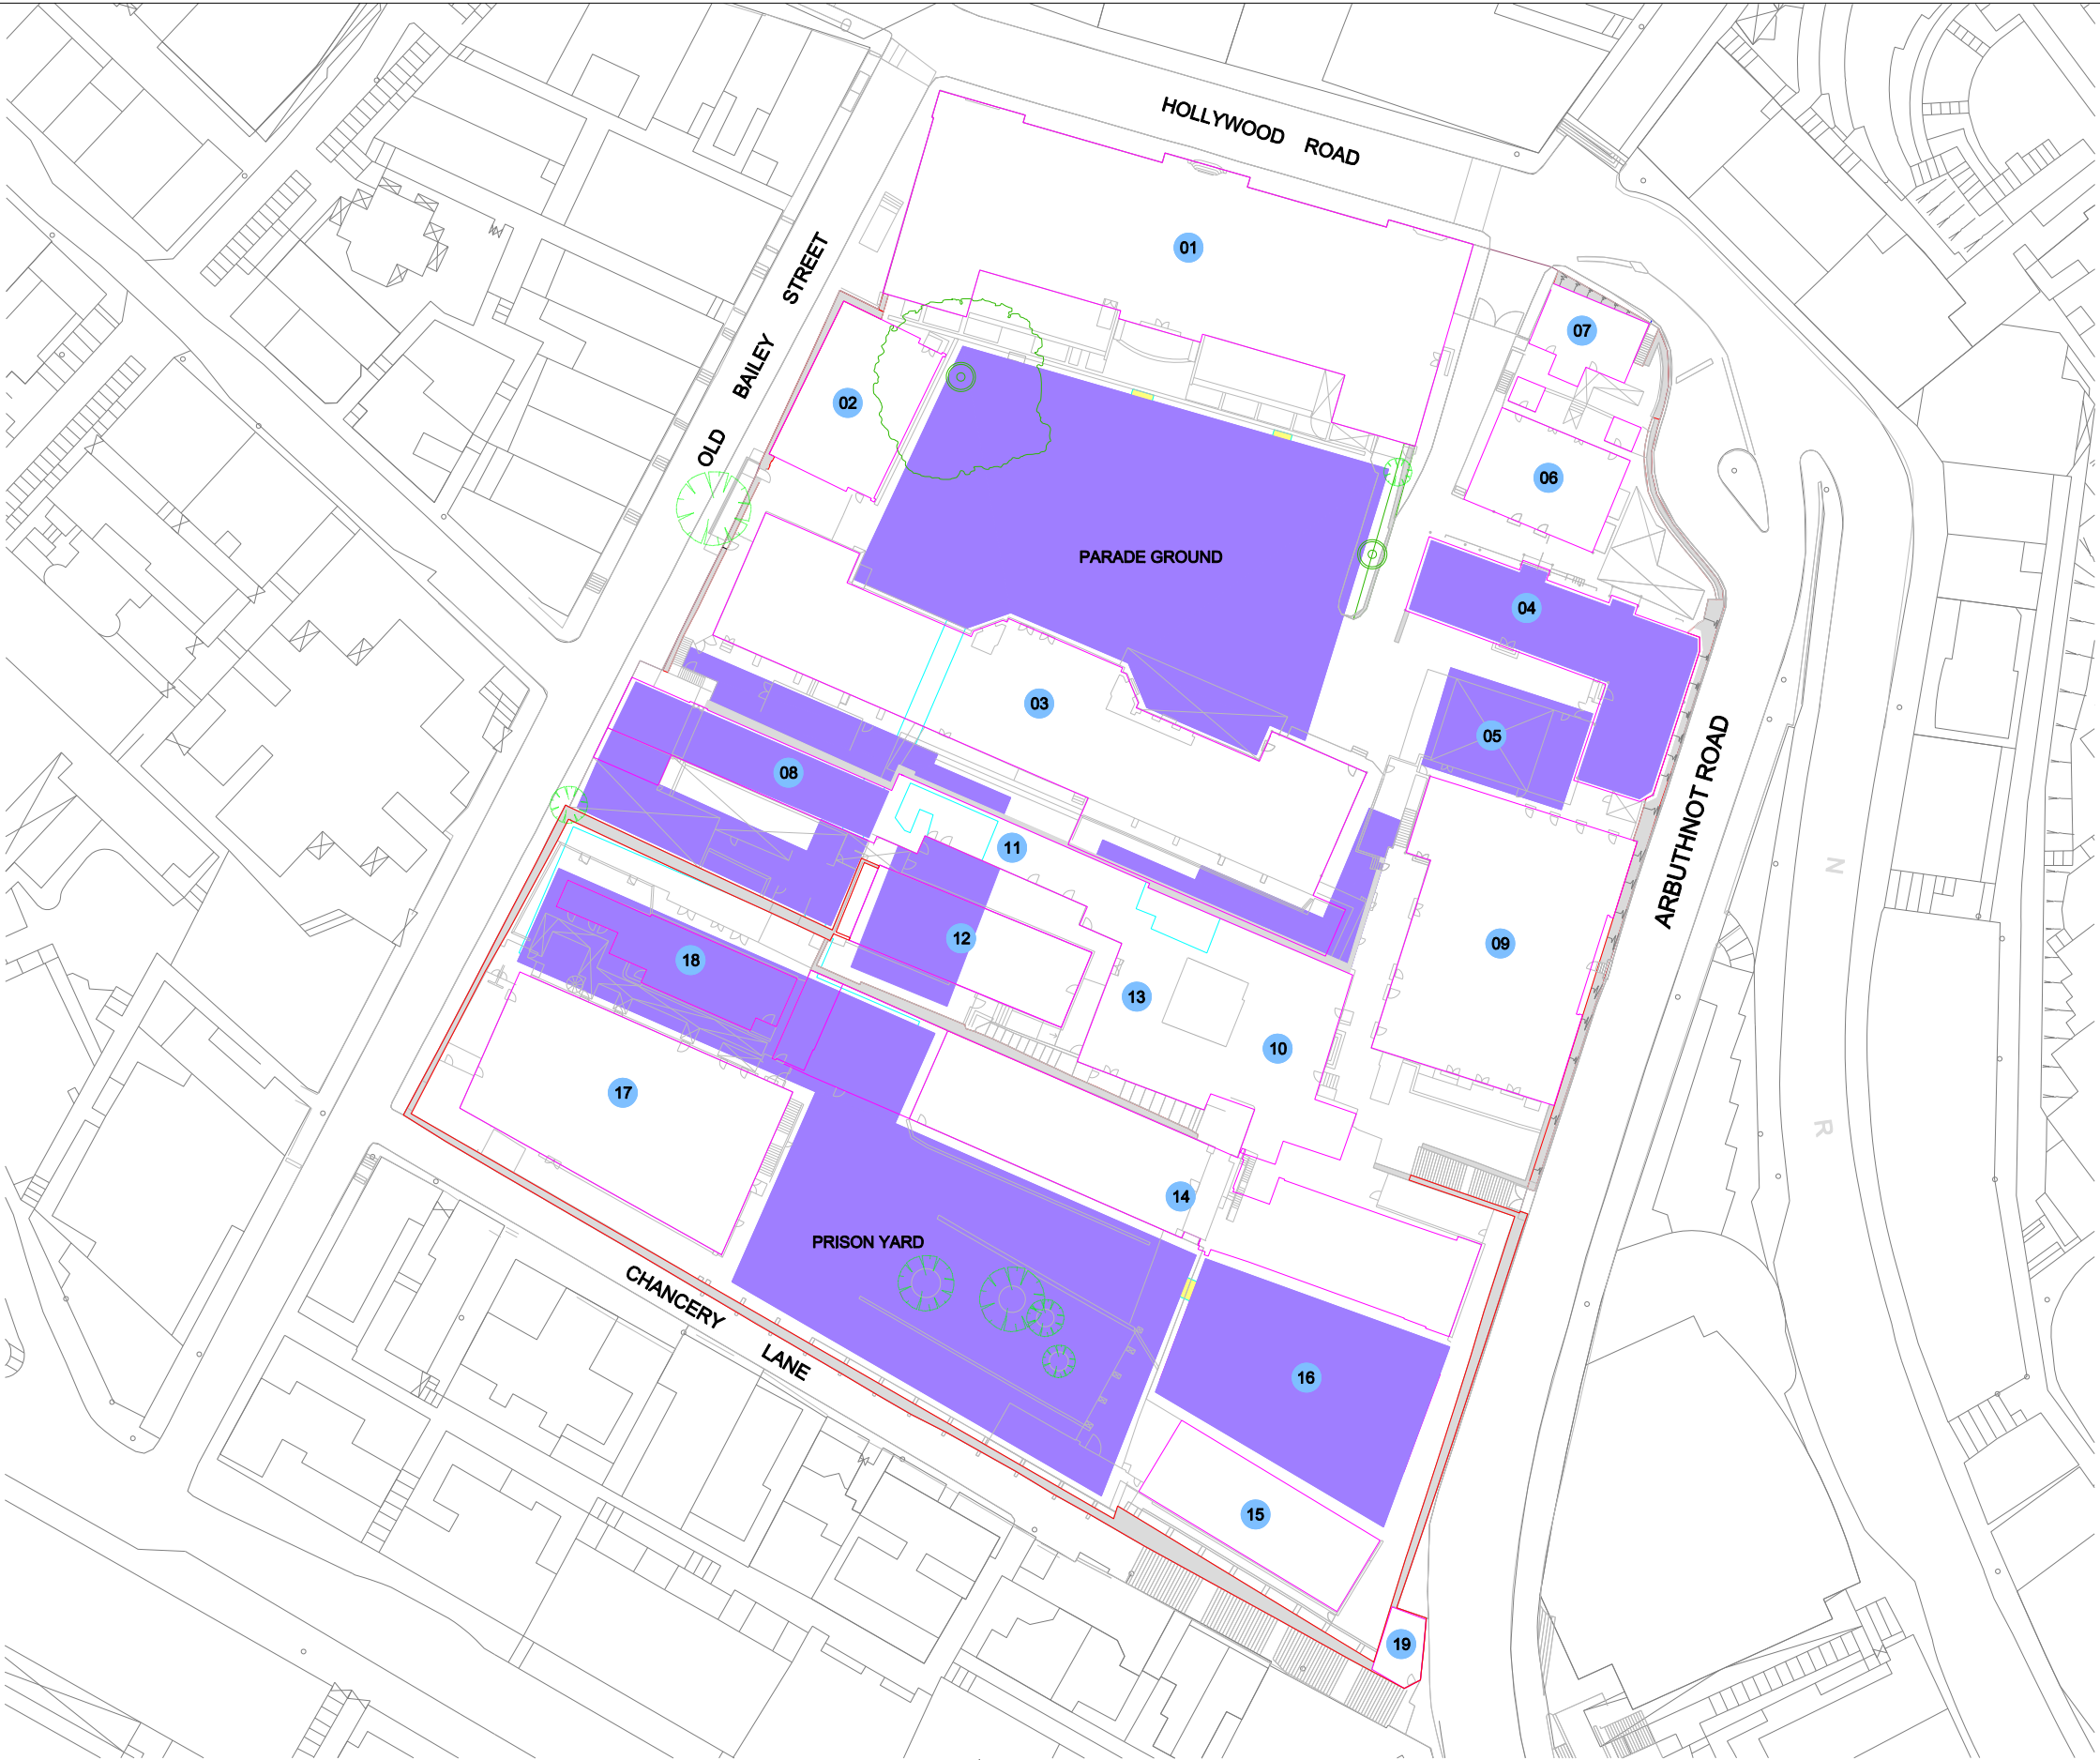 HOLLYWOOD ROAD
01
OLD BAILEY STREET
07
02
06
PARADE GROUND
04
03
05
08
ARBUTHNOT ROAD
11
N
12
09
18
13
10
17
R
14
PRISON YARD
CHANCERY
LANE
16
15
19